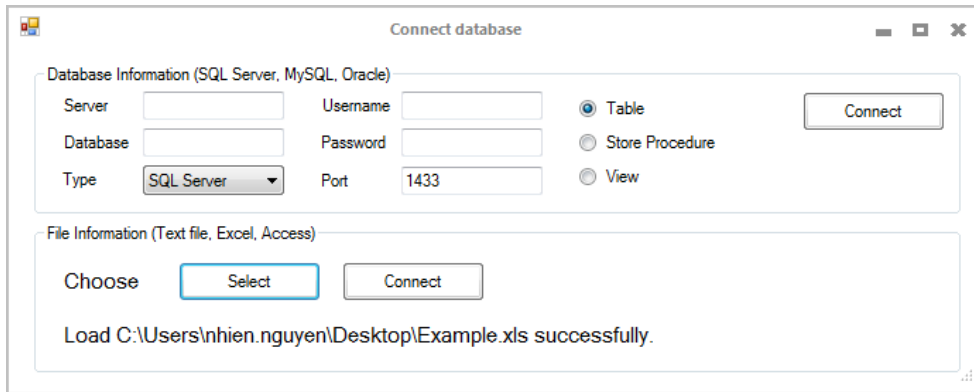 Connect database
Database Information (SQL Server, MySQL, Oracle)
Server Username Table Connect
Database Password Store Procedure
Type SQL Server Port 1433 View
File Information (Text file, Excel, Access)
Choose Select Connect
Load C:\Users\nhien.nguyen\Desktop\Example.xls successfully.